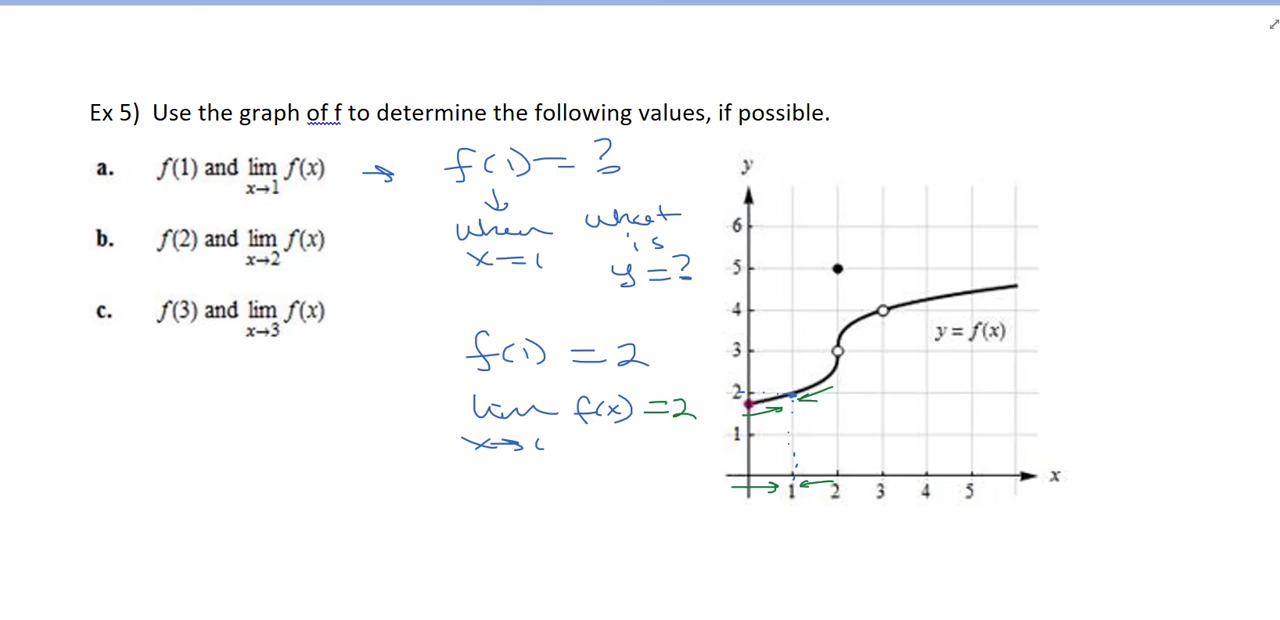 Ex 5) Use the graph of f to determine the following values, if possible.
a. f(1) and lim f(x)
x→1
b. f(2) and lim f(x)
x→2
c. f(3) and lim f(x)
x→3
→ f(1) = ?
↓
when what
x = 1 is
y = ?
f(1) = 2
lim f(x) = 2
x→1
y
6
5
4
3
2
1
y = f(x)
1 2 3 4 5
x